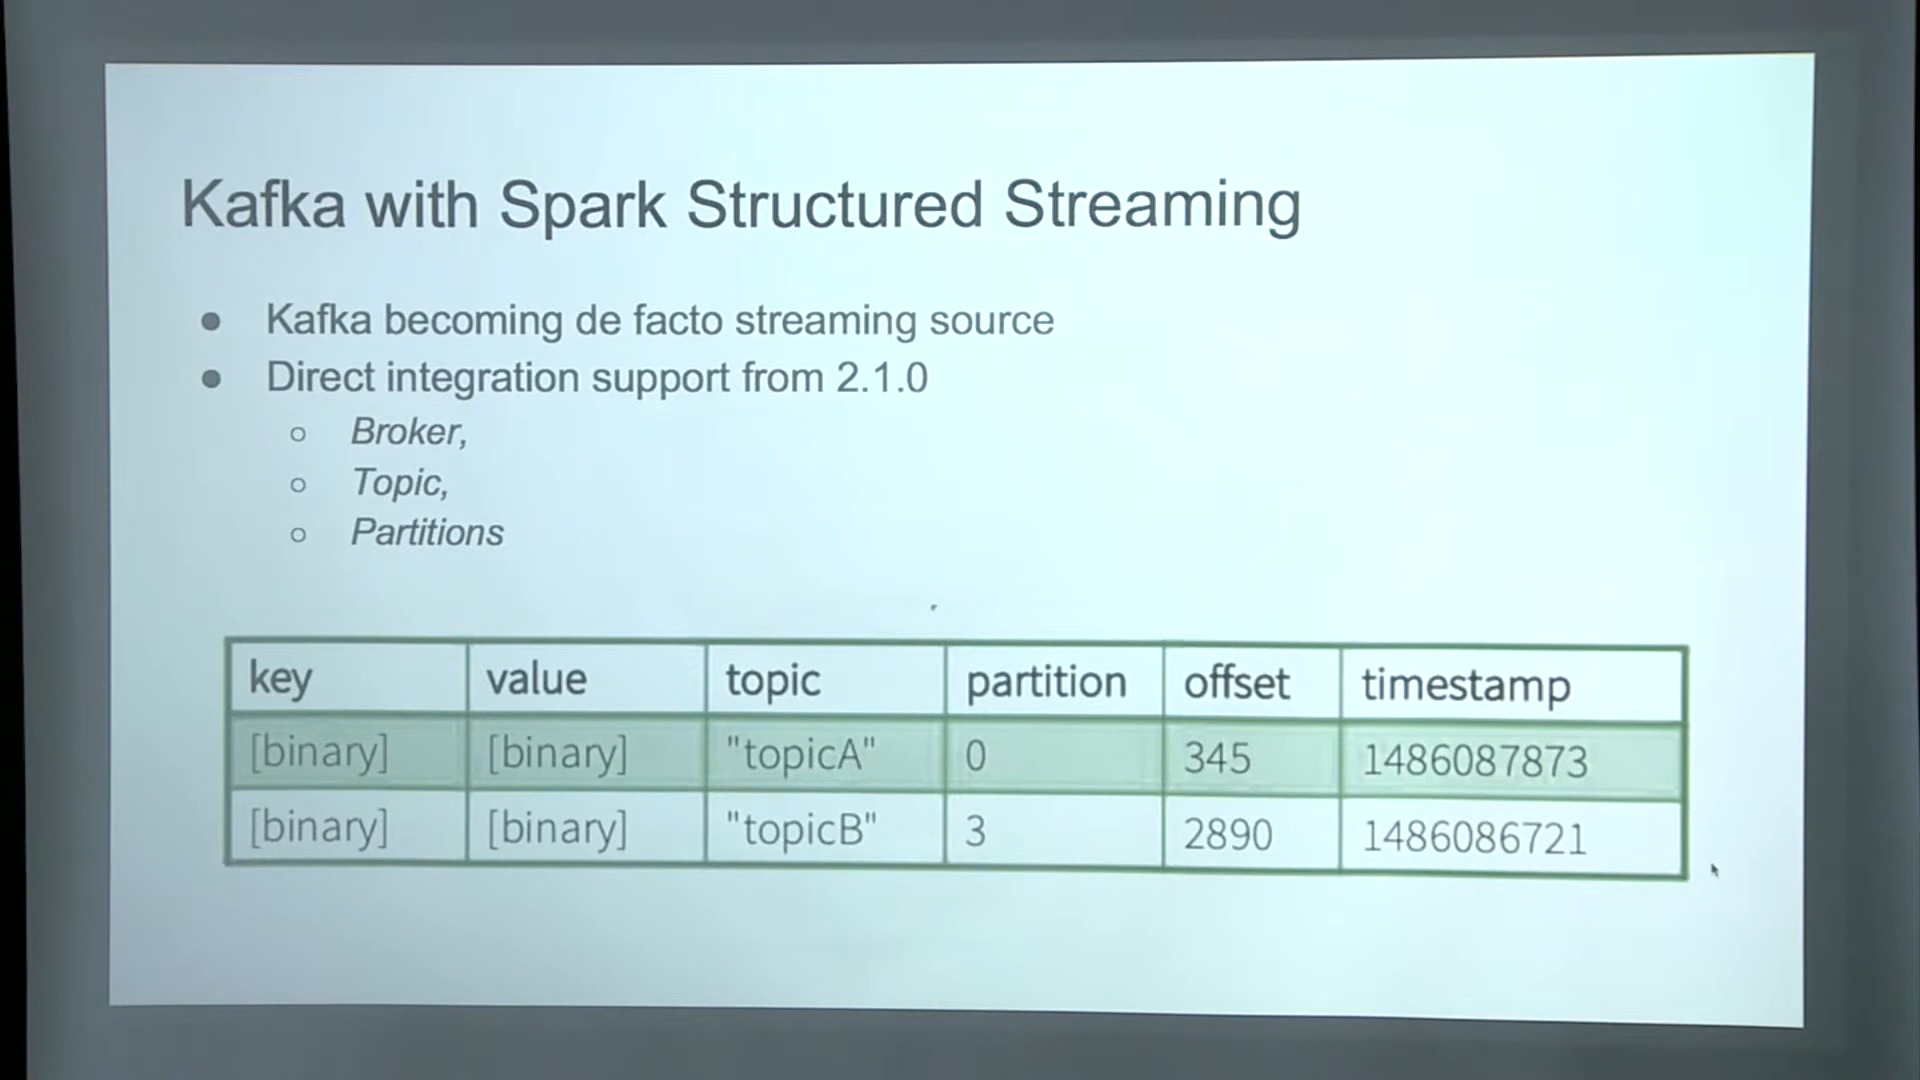 Kafka with Spark Structured Streaming
● Kafka becoming de facto streaming source
● Direct integration support from 2.1.0
○ Broker,
○ Topic,
○ Partitions
key value topic partition offset timestamp
[binary] [binary] "topicA" 0 345 1486087873
[binary] [binary] "topicB" 3 2890 1486086721